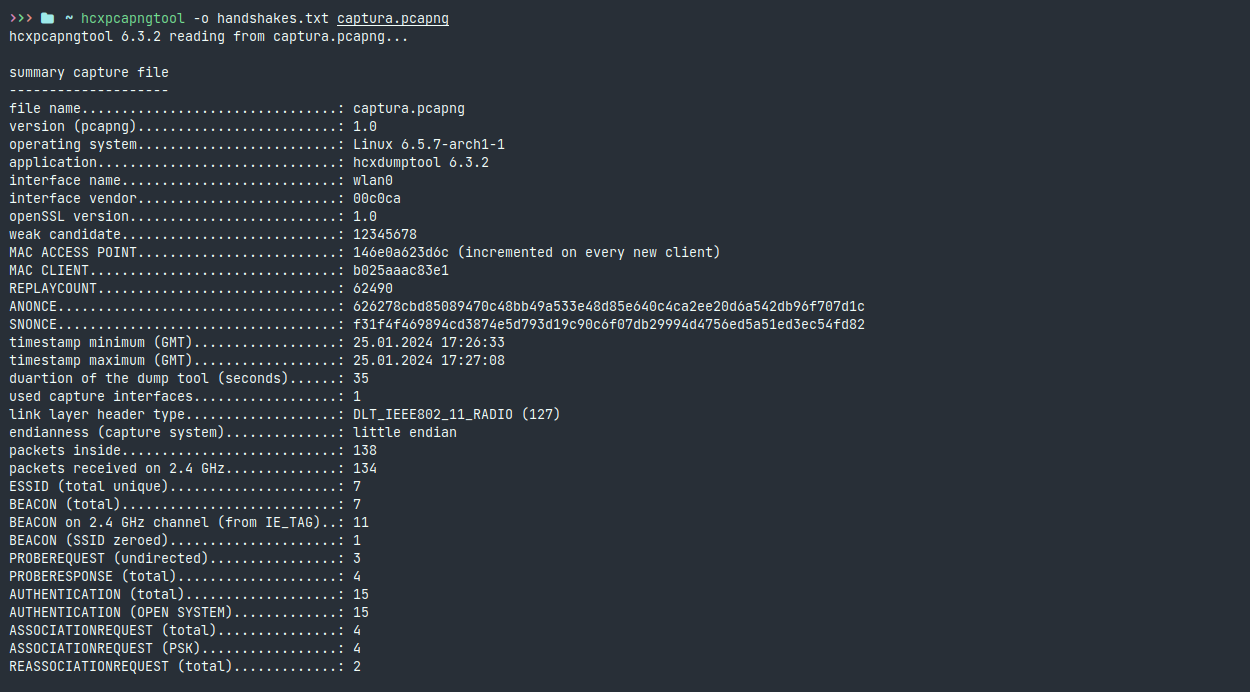 >>> ~ hcxpcapngtool -o handshakes.txt captura.pcapng
hcxpcapngtool 6.3.2 reading from captura.pcapng...
summary capture file
--------------------
file name................................: captura.pcapng
version (pcapng).........................: 1.0
operating system.........................: Linux 6.5.7-arch1-1
application..............................: hcxdumptool 6.3.2
interface name...........................: wlan0
interface vendor.........................: 00c0ca
openSSL version..........................: 1.0
weak candidate...........................: 12345678
MAC ACCESS POINT.........................: 146e0a623d6c (incremented on every new client)
MAC CLIENT...............................: b025aaac83e1
REPLAYCOUNT..............................: 62490
ANONCE...................................: 626278cbd85089470c48bb49a533e48d85e640c4ca2ee20d6a542db96f707d1c
SNONCE...................................: f31f4f469894cd3874e5d793d19c90c6f07db29994d4756ed5a51ed3ec54fd82
timestamp minimum (GMT)..................: 25.01.2024 17:26:33
timestamp maximum (GMT)..................: 25.01.2024 17:27:08
duartion of the dump tool (seconds)......: 35
used capture interfaces..................: 1
link layer header type...................: DLT_IEEE802_11_RADIO (127)
endianness (capture system)..............: little endian
packets inside...........................: 138
packets received on 2.4 GHz..............: 134
ESSID (total unique).....................: 7
BEACON (total)...........................: 7
BEACON on 2.4 GHz channel (from IE_TAG)..: 11
BEACON (SSID zeroed).....................: 1
PROBEREQUEST (undirected)................: 3
PROBERESPONSE (total)....................: 4
AUTHENTICATION (total)...................: 15
AUTHENTICATION (OPEN SYSTEM).............: 15
ASSOCIATIONREQUEST (total)...............: 4
ASSOCIATIONREQUEST (PSK).................: 4
REASSOCIATIONREQUEST (total).............: 2